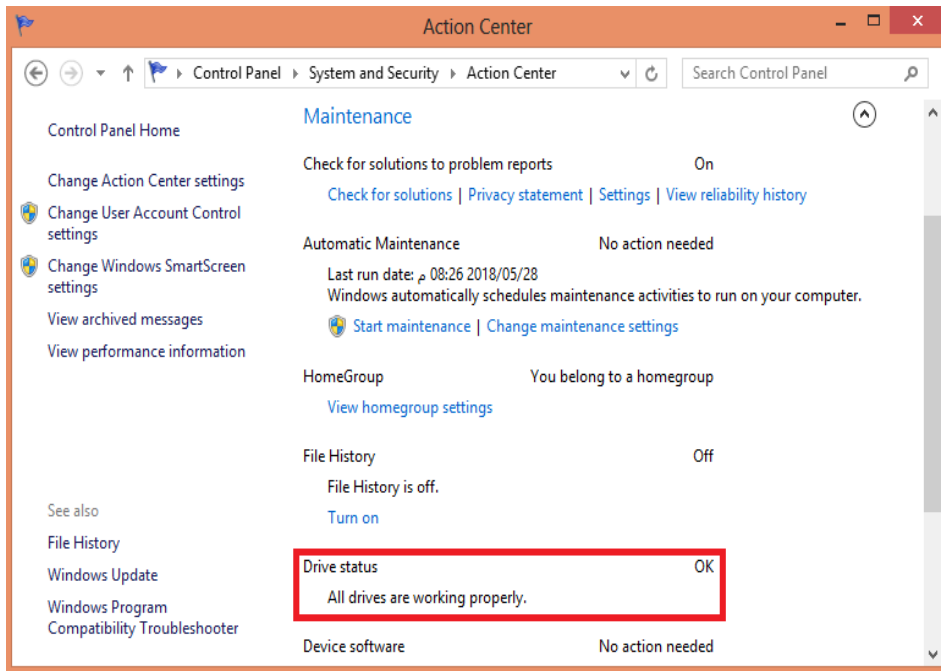 Action Center
Control Panel ▸ System and Security ▸ Action Center
Search Control Panel
Control Panel Home
Change Action Center settings
Change User Account Control
settings
Change Windows SmartScreen
settings
View archived messages
View performance information
See also
File History
Windows Update
Windows Program
Compatibility Troubleshooter
Maintenance
Check for solutions to problem reports On
Check for solutions | Privacy statement | Settings | View reliability history
Automatic Maintenance No action needed
Last run date: م 08:26 2018/05/28
Windows automatically schedules maintenance activities to run on your computer.
Start maintenance | Change maintenance settings
HomeGroup You belong to a homegroup
View homegroup settings
File History Off
File History is off.
Turn on
Drive status OK
All drives are working properly.
Device software No action needed